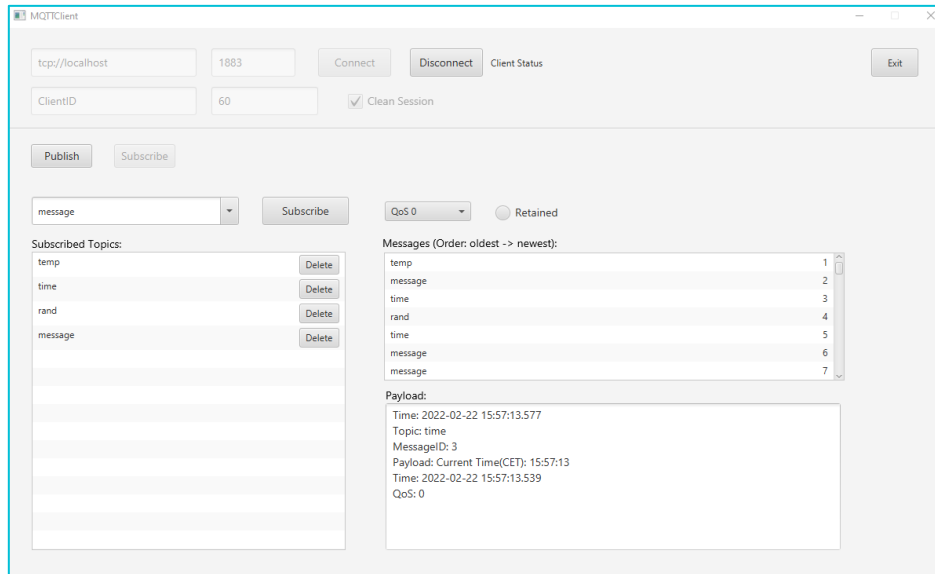 MQTTClient
tcp://localhost 1883 Connect Disconnect Client Status Exit
ClientID 60 Clean Session
Publish Subscribe
message Subscribe QoS 0 Retained
Subscribed Topics:
temp Delete
time Delete
rand Delete
message Delete
Messages (Order: oldest -> newest):
temp 1
message 2
time 3
rand 4
time 5
message 6
message 7
Payload:
Time: 2022-02-22 15:57:13.577
Topic: time
MessageID: 3
Payload: Current Time(CET): 15:57:13
Time: 2022-02-22 15:57:13.539
QoS: 0